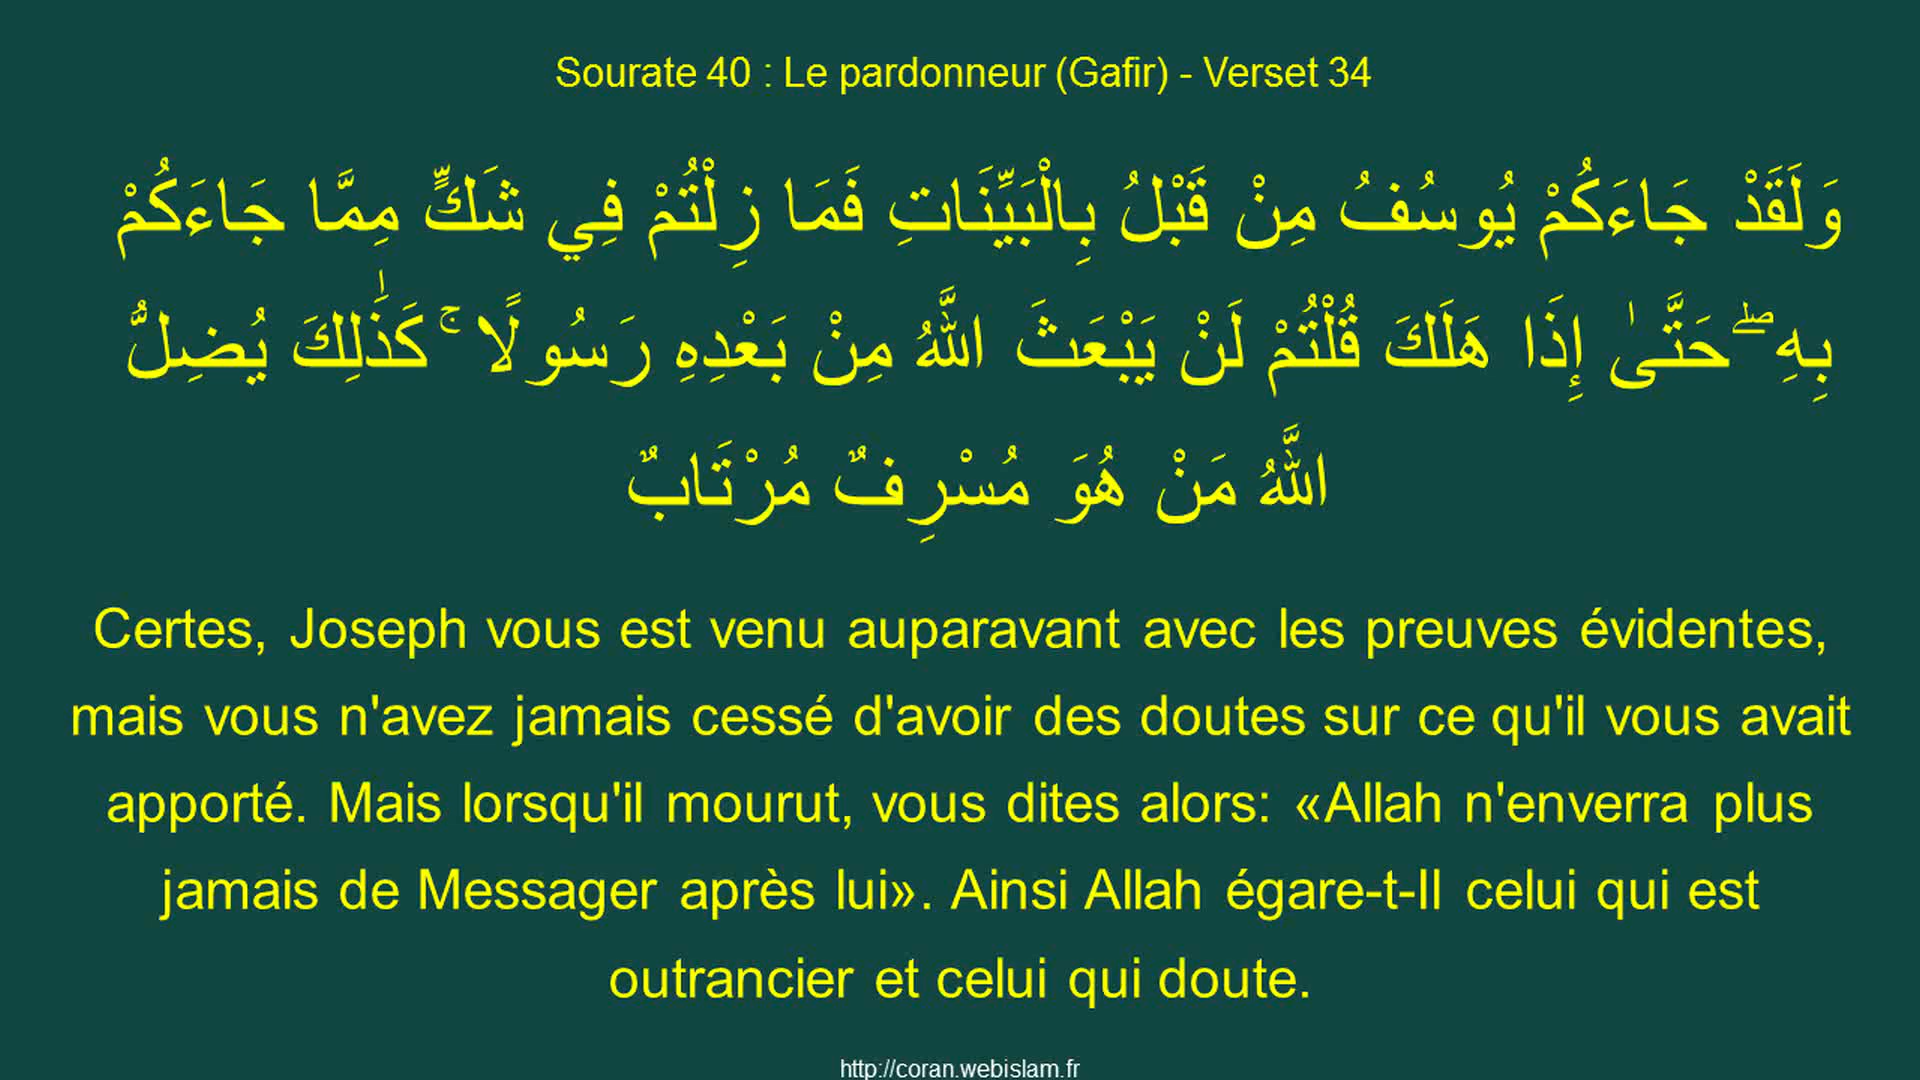 Sourate 40 : Le pardonneur (Gafir) - Verset 34
وَلَقَدْ جَاءَكُمْ يُوسُفُ مِنْ قَبْلُ بِالْبَيِّنَاتِ فَمَا زِلْتُمْ فِي شَكٍّ مِمَّا جَاءَكُمْ
بِهِ ۖ حَتَّىٰ إِذَا هَلَكَ قُلْتُمْ لَنْ يَبْعَثَ اللَّهُ مِنْ بَعْدِهِ رَسُولًا ۚ كَذَٰلِكَ يُضِلُّ
اللَّهُ مَنْ هُوَ مُسْرِفٌ مُرْتَابٌ
Certes, Joseph vous est venu auparavant avec les preuves évidentes,
mais vous n'avez jamais cessé d'avoir des doutes sur ce qu'il vous avait
apporté. Mais lorsqu'il mourut, vous dites alors: «Allah n'enverra plus
jamais de Messager après lui». Ainsi Allah égare-t-Il celui qui est
outrancier et celui qui doute.
http://coran.webislam.fr